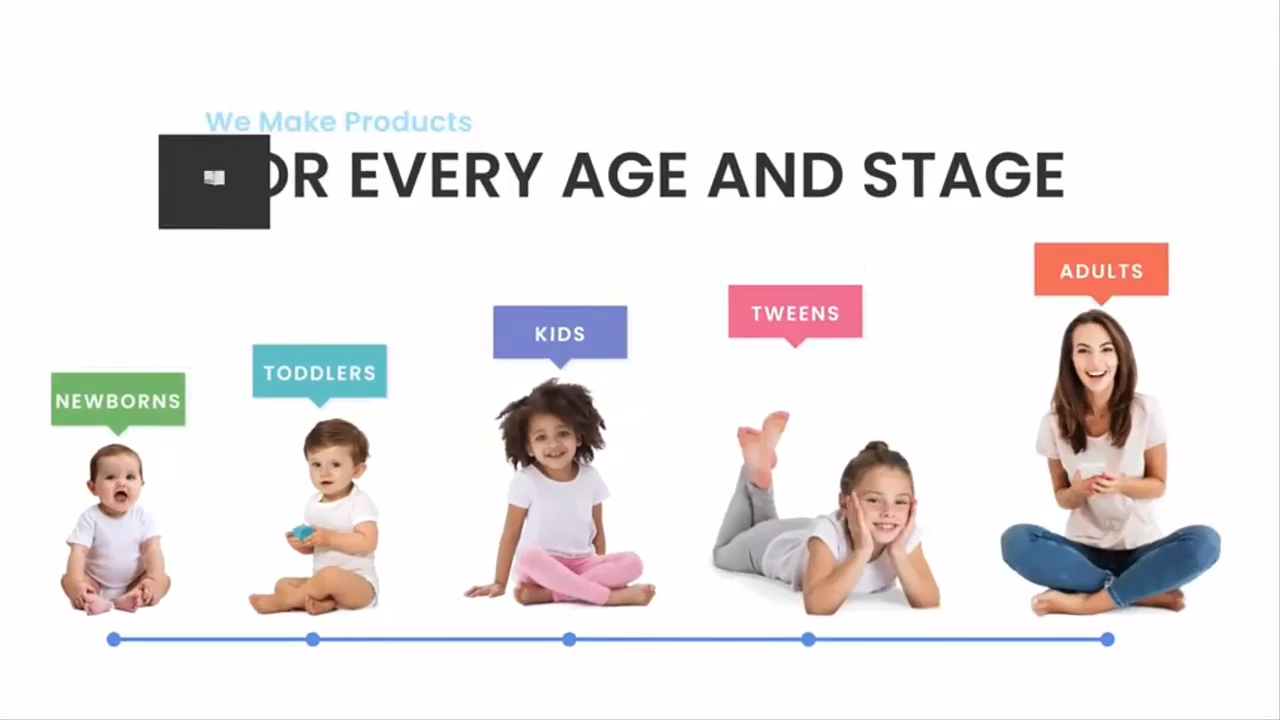 We Make Products
OR EVERY AGE AND STAGE
ADULTS
TWEENS
KIDS
TODDLERS
NEWBORNS